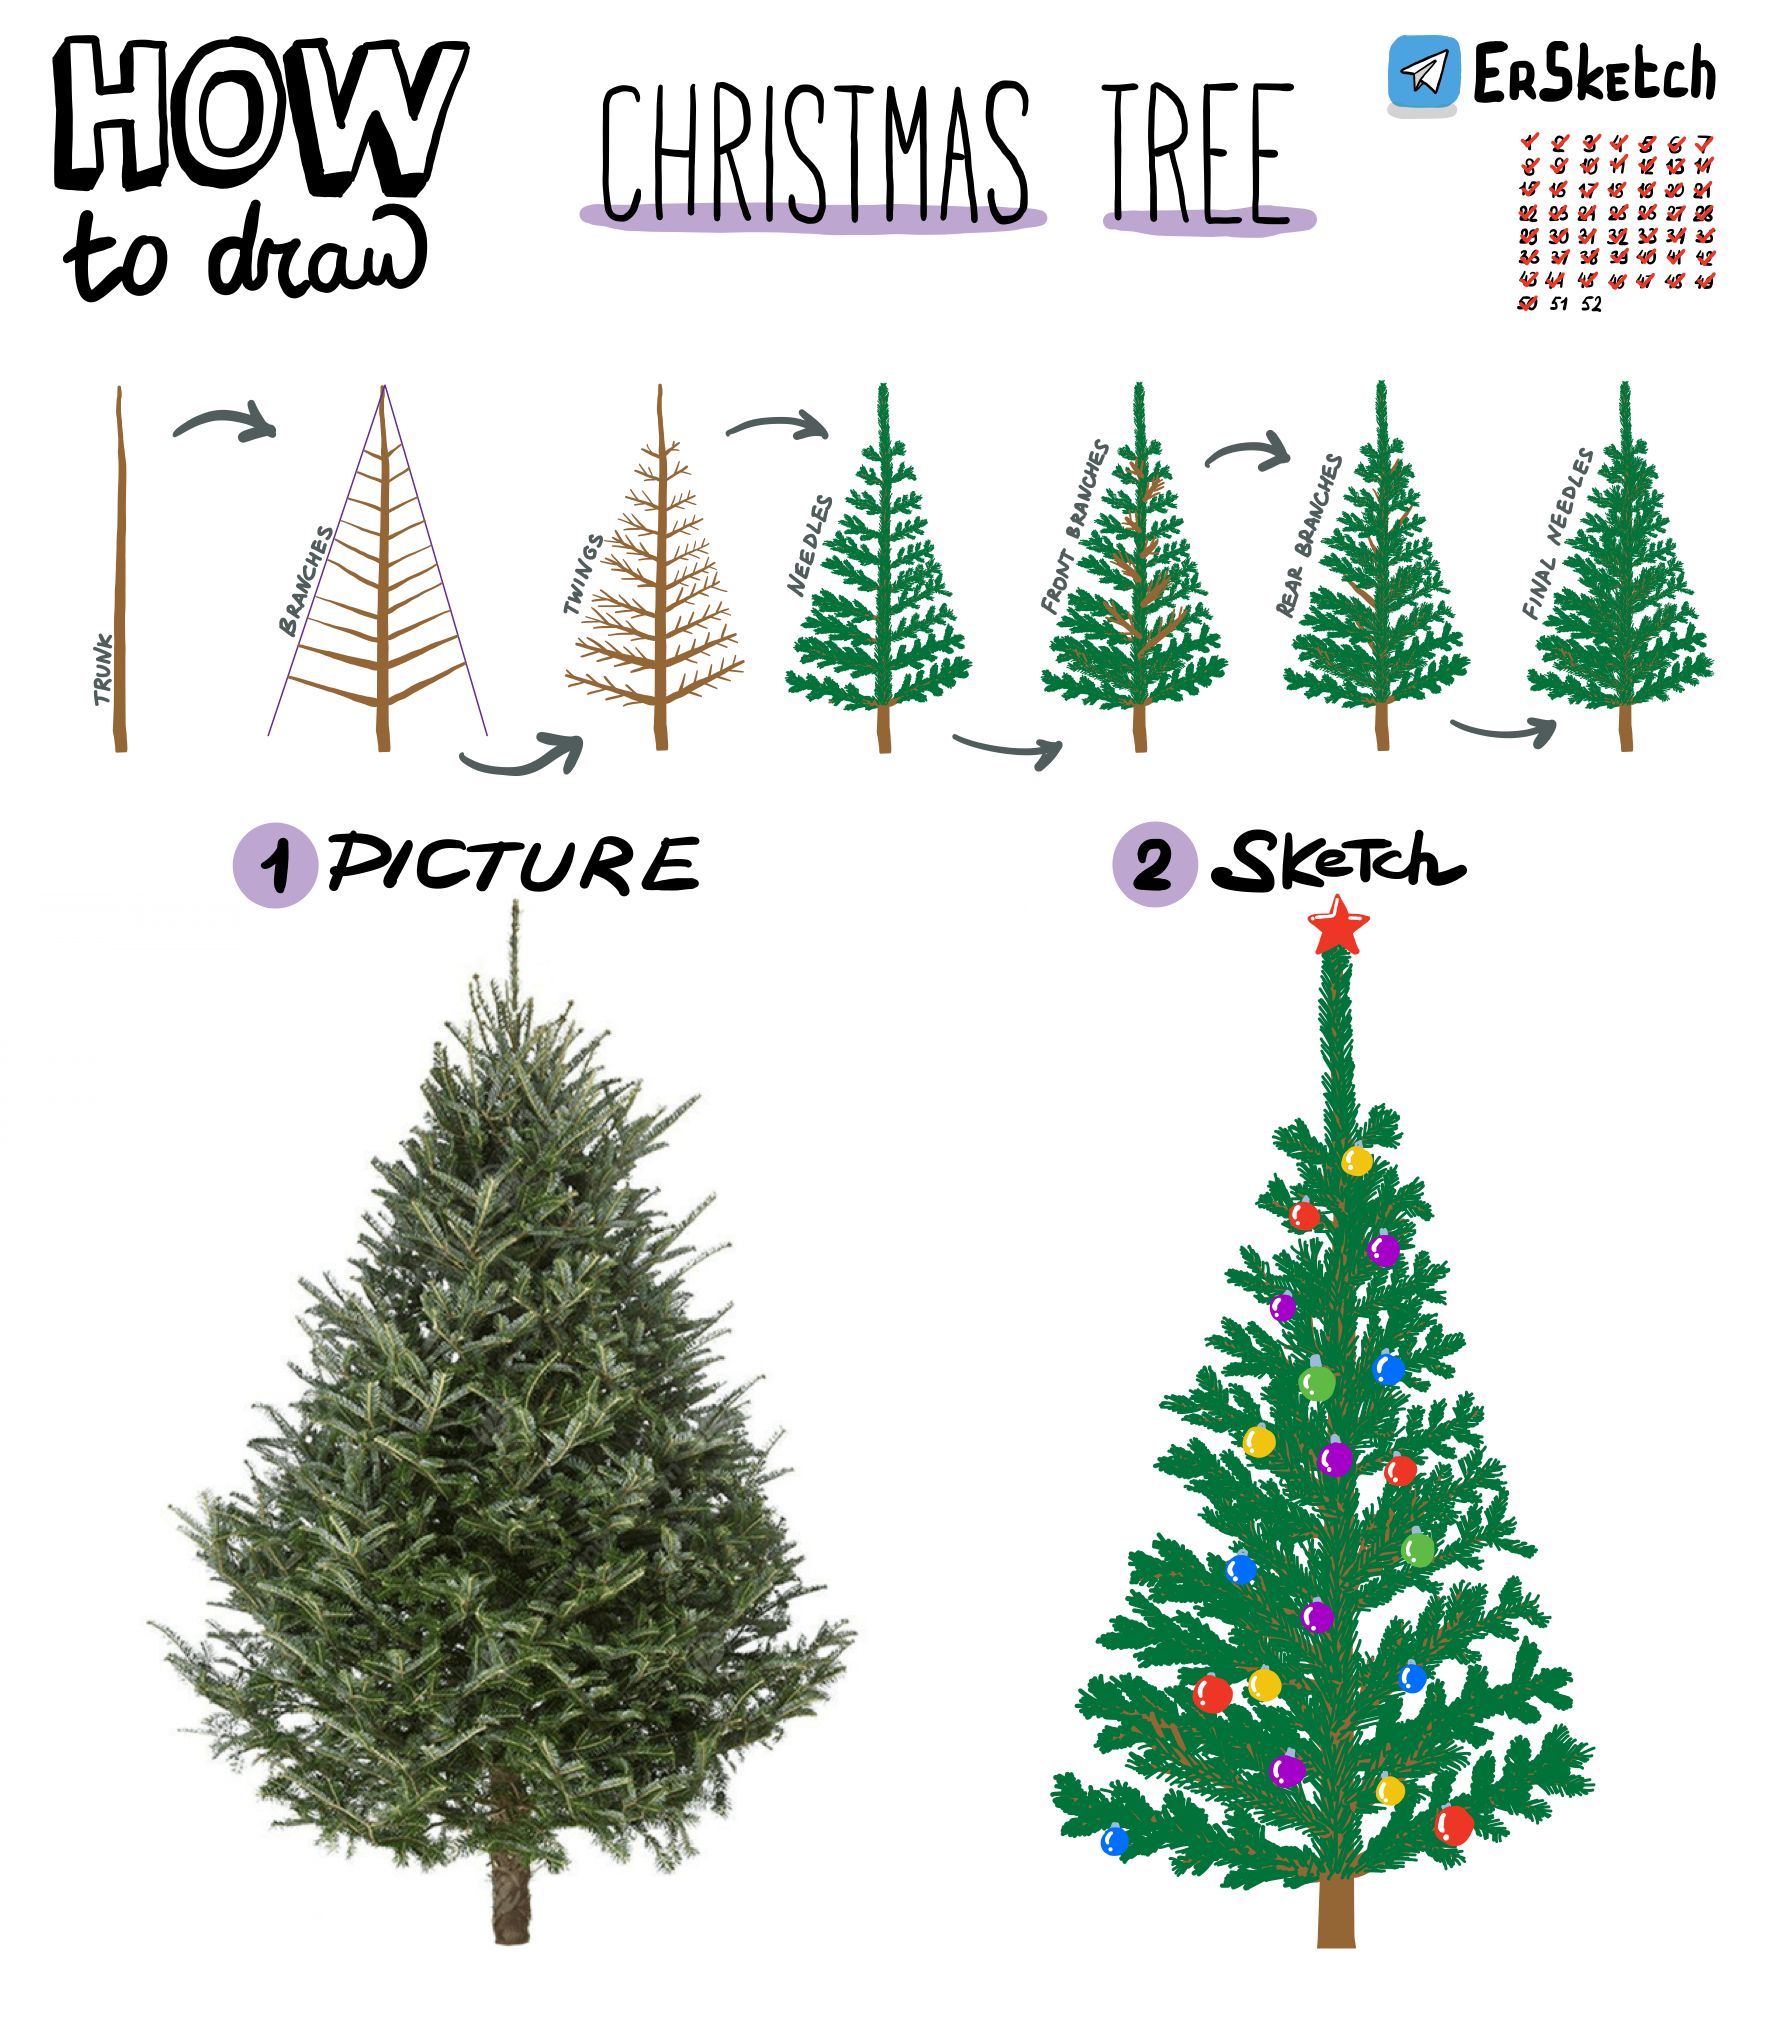 HOW
to draw
CHRISTMAS TREE
ErSketch
1 2 3 4 5 6 7
8 9 10 11 12 13 14
15 16 17 18 19 20 21
22 23 24 25 26 27 28
29 30 31 32 33 34 35
36 37 38 39 40 41 42
43 44 45 46 47 48 49
50 51 52
TRUNK
BRANCHES
TWINGS
NEEDLES
FRONT BRANCHES
REAR BRANCHES
FINAL NEEDLES
1 PICTURE
2 SKeTch